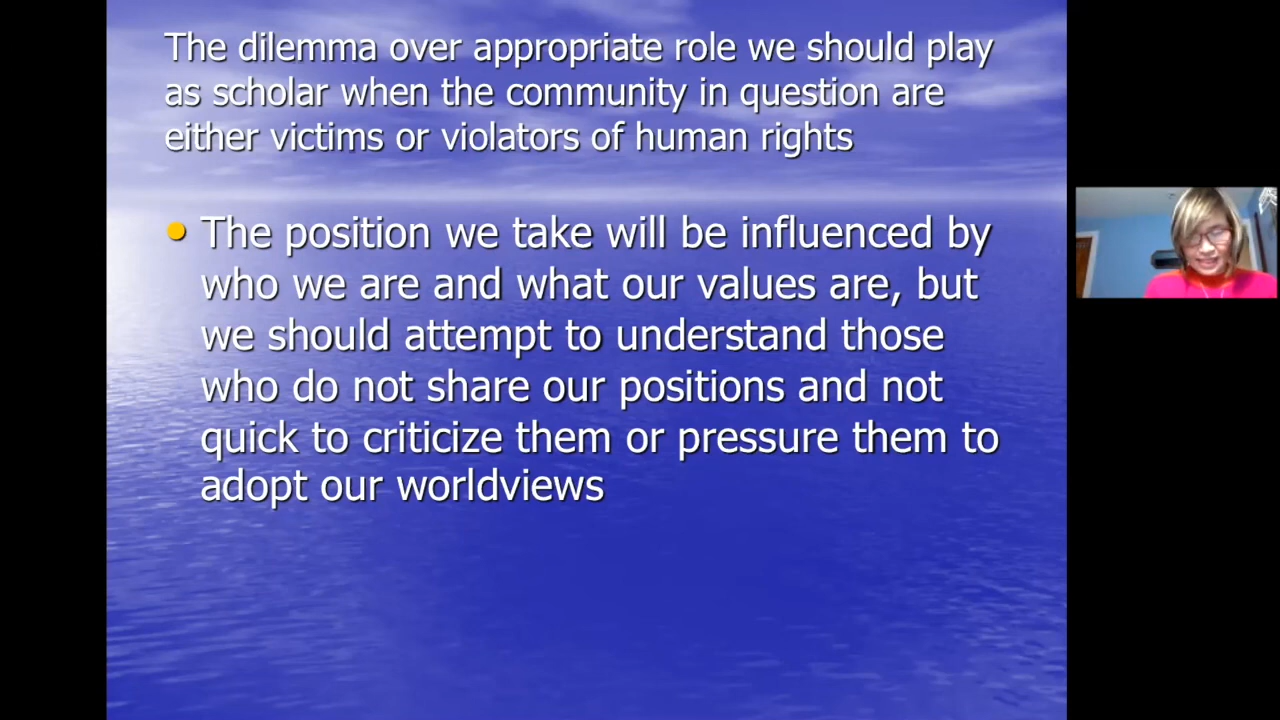 The dilemma over appropriate role we should play
as scholar when the community in question are
either victims or violators of human rights
• The position we take will be influenced by
who we are and what our values are, but
we should attempt to understand those
who do not share our positions and not
quick to criticize them or pressure them to
adopt our worldviews